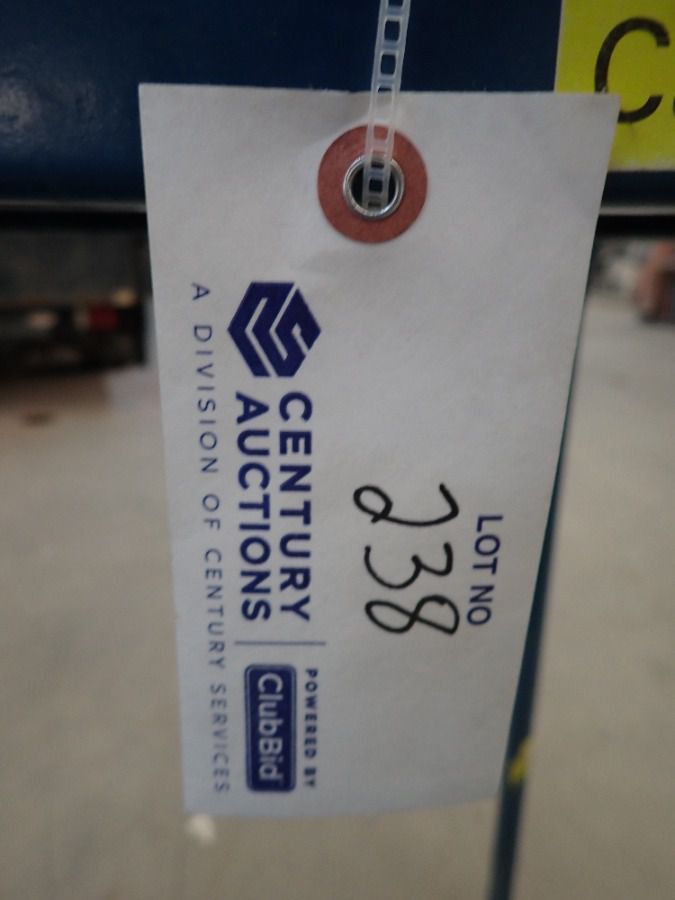 LOT NO
238
CENTURY
AUCTIONS
POWERED BY
ClubBid
A DIVISION OF CENTURY SERVICES
C